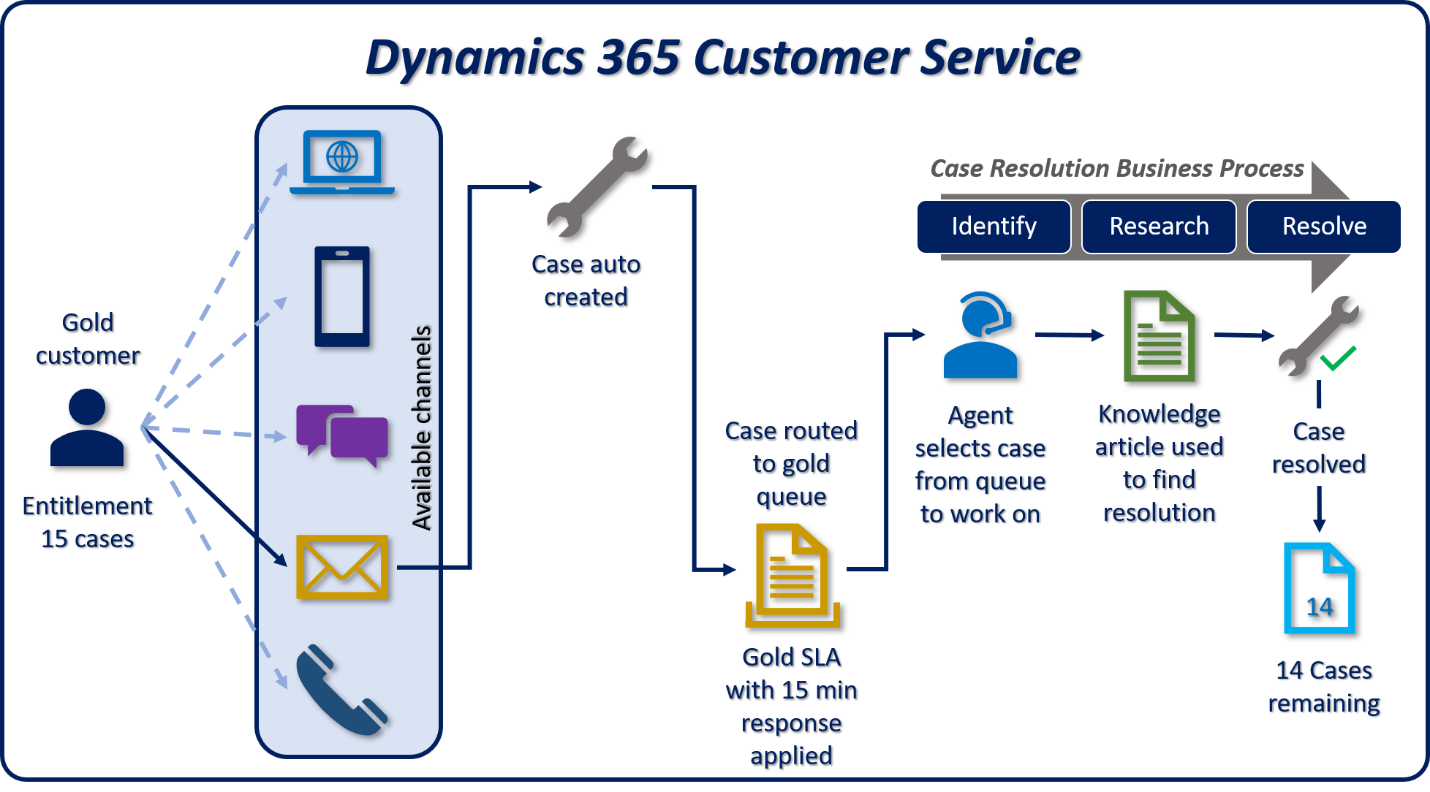 Dynamics 365 Customer Service
Gold
customer
Entitlement
15 cases
Available channels
Case auto
created
Case routed
to gold
queue
Gold SLA
with 15 min
response
applied
Case Resolution Business Process
Identify
Research
Resolve
Agent
selects case
from queue
to work on
Knowledge
article used
to find
resolution
Case
resolved
14
14 Cases
remaining